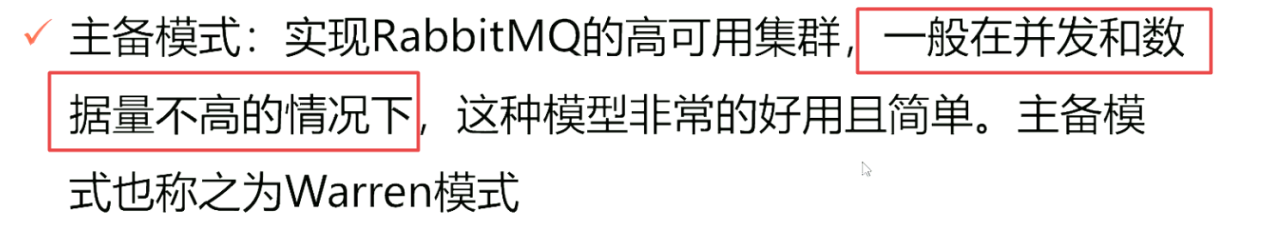 主备模式：实现RabbitMQ的高可用集群，一般在并发和数
据量不高的情况下，这种模型非常的好用且简单。主备模
式也称之为Warren模式